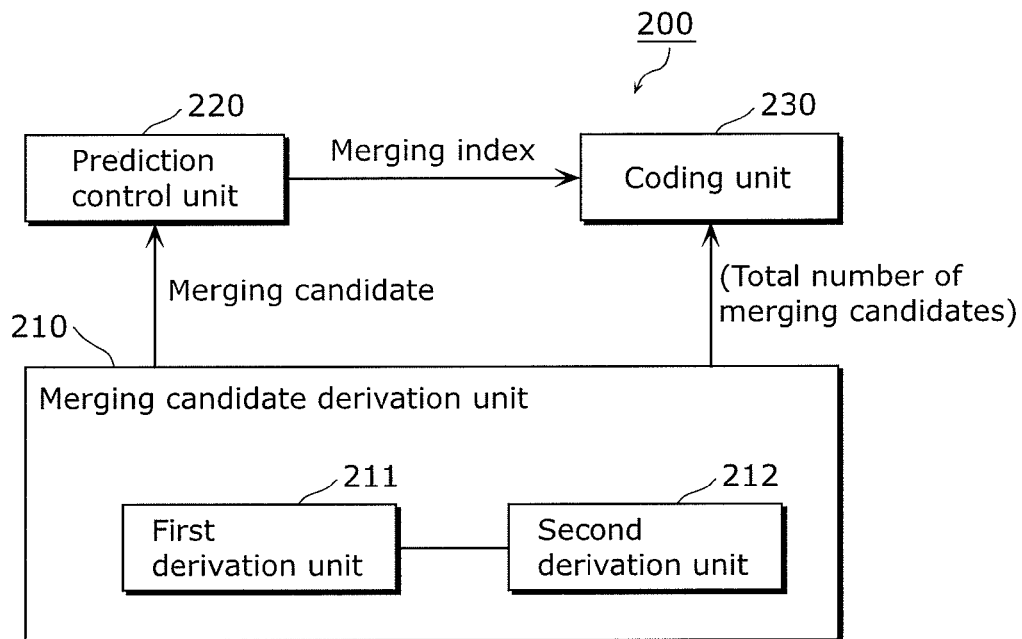 200
220
230
Prediction
control unit
Merging index
Coding unit
Merging candidate
(Total number of
merging candidates)
210
Merging candidate derivation unit
211
212
First
derivation unit
Second
derivation unit